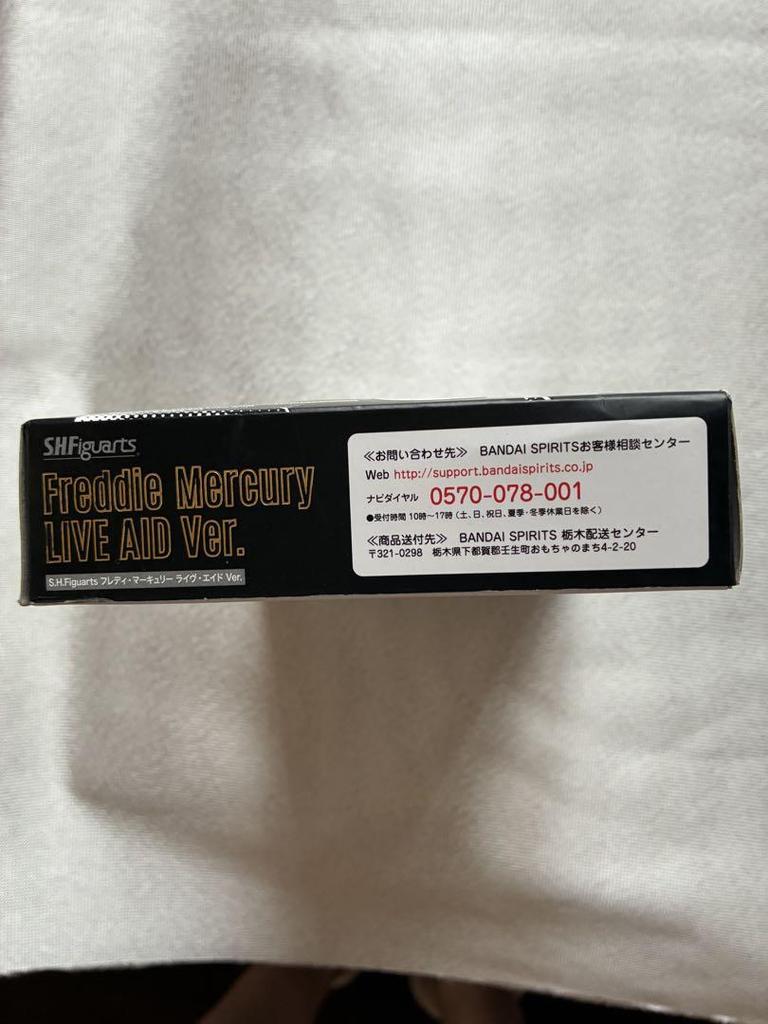 S.H.Figuarts
Freddie Mercury
LIVE AID Ver.
S.H.Figuarts フレディ・マーキュリー ライヴ・エイド Ver.
≪お問い合わせ先≫ BANDAI SPIRITSお客様相談センター
Web http://support.bandaispirits.co.jp
ナビダイヤル 0570-078-001
●受付時間 10時〜17時 (土、日、祝日、夏季・冬季休業日を除く)
≪商品送付先≫ BANDAI SPIRITS 栃木配送センター
〒321-0298 栃木県下都賀郡壬生町おもちゃのまち4-2-20